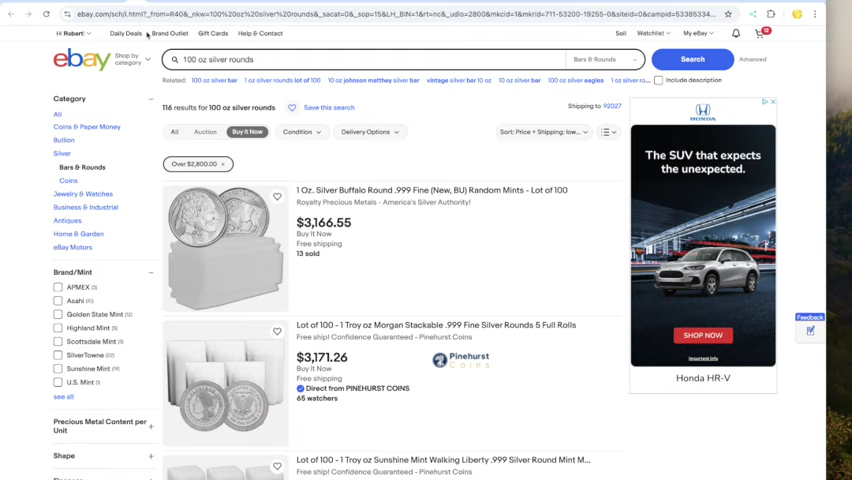 ebay.com/sch/i.html?_from=R40&_nkw=100%20oz%20silver%20rounds&_sacat=0&_sop=15&LH_BIN=1&rt=nc&_udlo=2800&mkcid=1&mkrid=711-53200-19255-0&siteid=0&campid=53385334...
Hi Robert! Daily Deals Brand Outlet Gift Cards Help & Contact Sell Watchlist My eBay 12
ebay Shop by category 100 oz silver rounds Bars & Rounds Search Advanced
Related: 100 oz silver bar 1 oz silver rounds lot of 100 10 oz johnson matthey silver bar vintage silver bar 10 oz 10 oz silver bar 100 oz silver eagles 1 oz silver ro... Include description
Category
All
Coins & Paper Money
Bullion
Silver
Bars & Rounds
Coins
Jewelry & Watches
Business & Industrial
Antiques
Home & Garden
eBay Motors
Brand/Mint
APMEX (3)
Asahi (10)
Golden State Mint (12)
Highland Mint (5)
Scottsdale Mint (5)
SilverTowne (22)
Sunshine Mint (19)
U.S. Mint (1)
see all
Precious Metal Content per Unit
Shape
116 results for 100 oz silver rounds Save this search Shipping to 92027
All Auction Buy It Now Condition Delivery Options Sort: Price + Shipping: low...
Over $2,800.00 ×
1 Oz. Silver Buffalo Round .999 Fine (New, BU) Random Mints - Lot of 100
Royalty Precious Metals - America's Silver Authority!
$3,166.55
Buy It Now
Free shipping
13 sold
Lot of 100 - 1 Troy oz Morgan Stackable .999 Fine Silver Rounds 5 Full Rolls
Free ship! Confidence Guaranteed - Pinehurst Coins
$3,171.26
Buy It Now
Free shipping
Direct from PINEHURST COINS
65 watchers
Pinehurst
Coins
Lot of 100 - 1 Troy oz Sunshine Mint Walking Liberty .999 Silver Round Mint M...
Free ship! Confidence Guaranteed - Pinehurst Coins
HONDA
The SUV that expects
the unexpected.
SHOP NOW
Important Info
Honda HR-V
Feedback